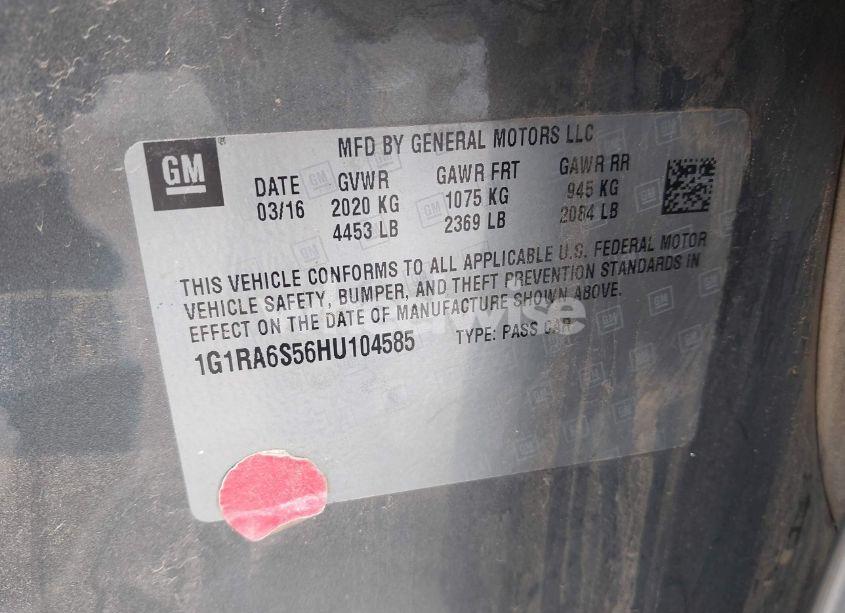 GM
MFD BY GENERAL MOTORS LLC
DATE GVWR GAWR FRT GAWR RR
03/16 2020 KG 1075 KG 945 KG
4453 LB 2369 LB 2084 LB
THIS VEHICLE CONFORMS TO ALL APPLICABLE U.S. FEDERAL MOTOR
VEHICLE SAFETY, BUMPER, AND THEFT PREVENTION STANDARDS IN
EFFECT ON THE DATE OF MANUFACTURE SHOWN ABOVE.
1G1RA6S56HU104585 TYPE: PASS CAR